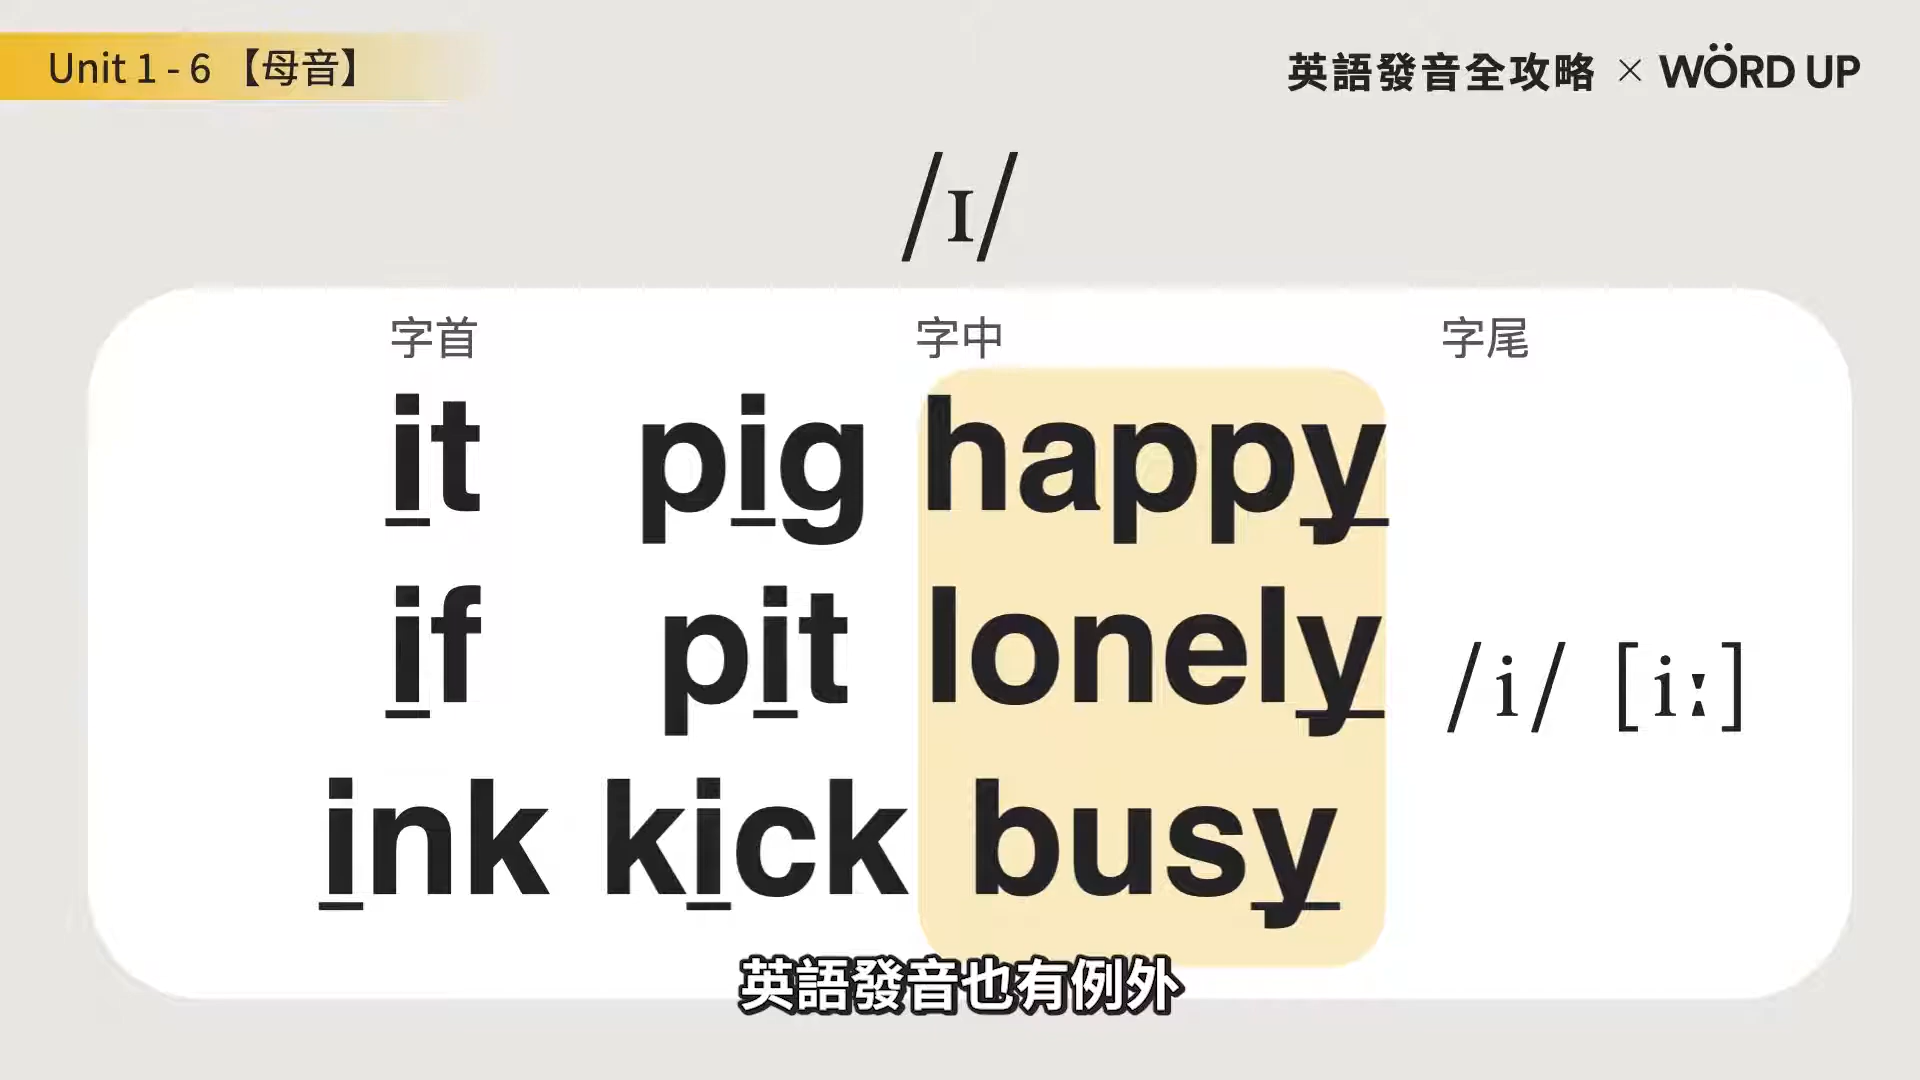 Unit 1 - 6 【母音】
英語發音全攻略 × WÖRD UP
/ɪ/
字首 字中 字尾
it pig happy
if pit lonely /i/ [iː]
ink kick busy
英語發音也有例外